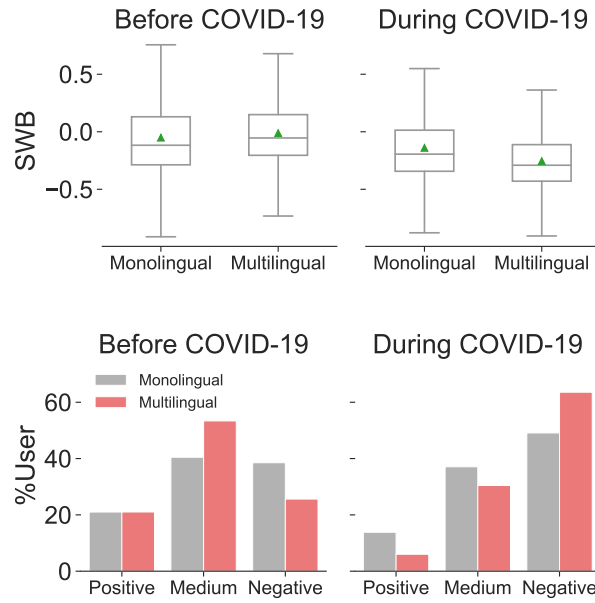 Before COVID-19
During COVID-19
SWB
0.5
0.0
−0.5
Monolingual
Multilingual
Monolingual
Multilingual
Before COVID-19
During COVID-19
%User
Monolingual
Multilingual
60
40
20
0
Positive
Medium
Negative
Positive
Medium
Negative